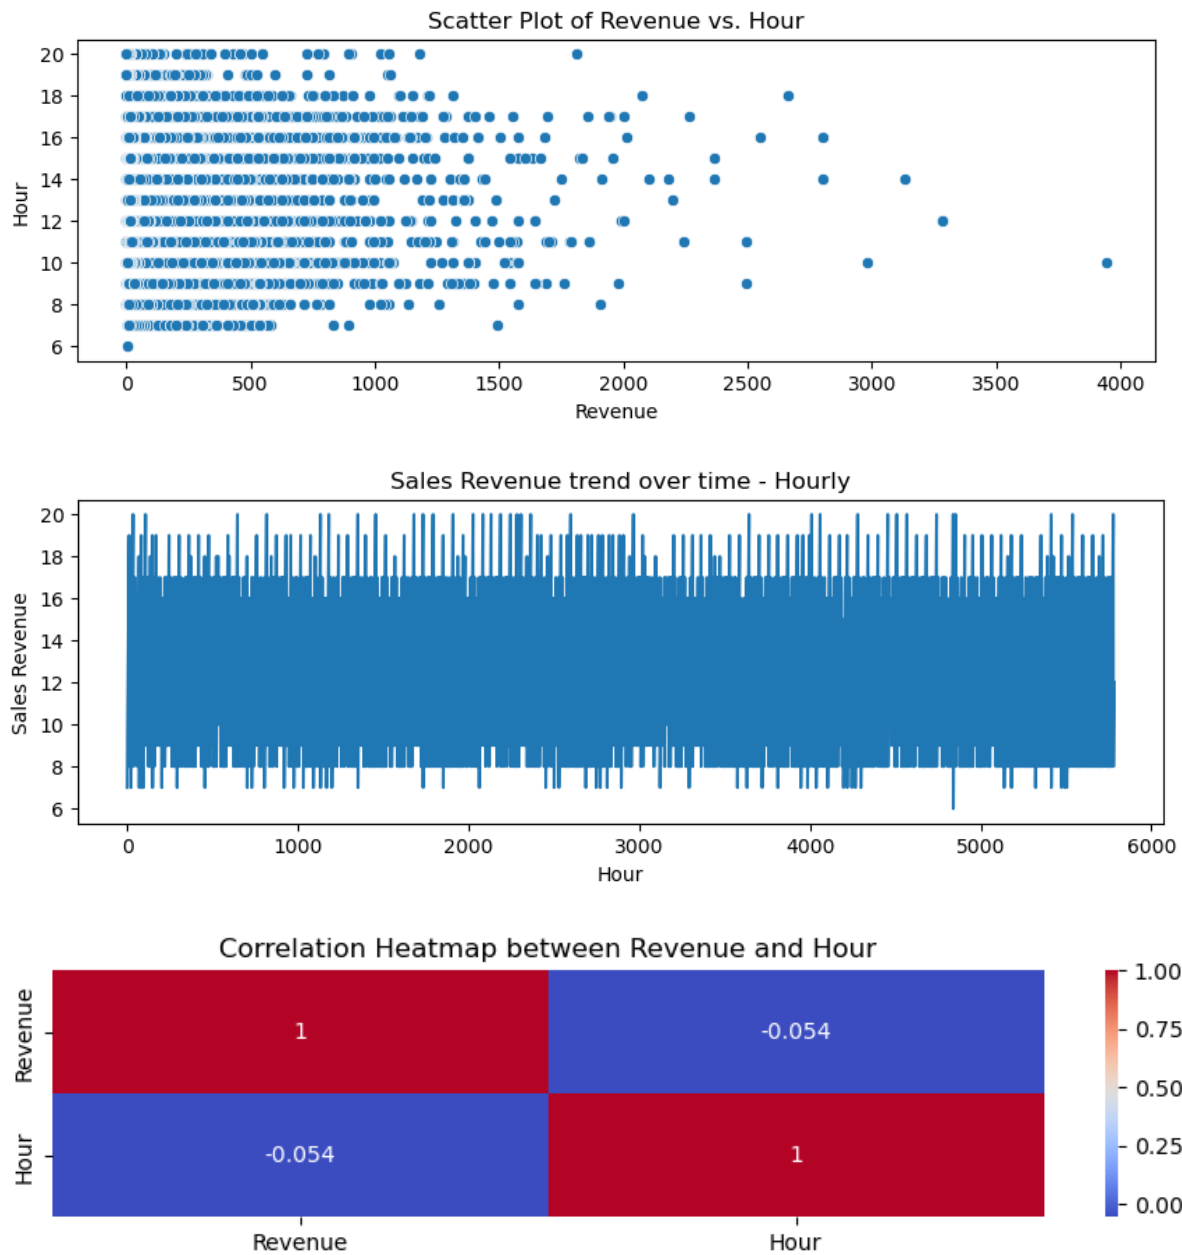 Scatter Plot of Revenue vs. Hour
20
18
16
14
12
10
8
6
Hour
0 500 1000 1500 2000 2500 3000 3500 4000
Revenue
Sales Revenue trend over time - Hourly
20
18
16
14
12
10
8
6
Sales Revenue
0 1000 2000 3000 4000 5000 6000
Hour
Correlation Heatmap between Revenue and Hour
Revenue 1 -0.054
Hour -0.054 1
Revenue Hour
1.00
0.75
0.50
0.25
0.00